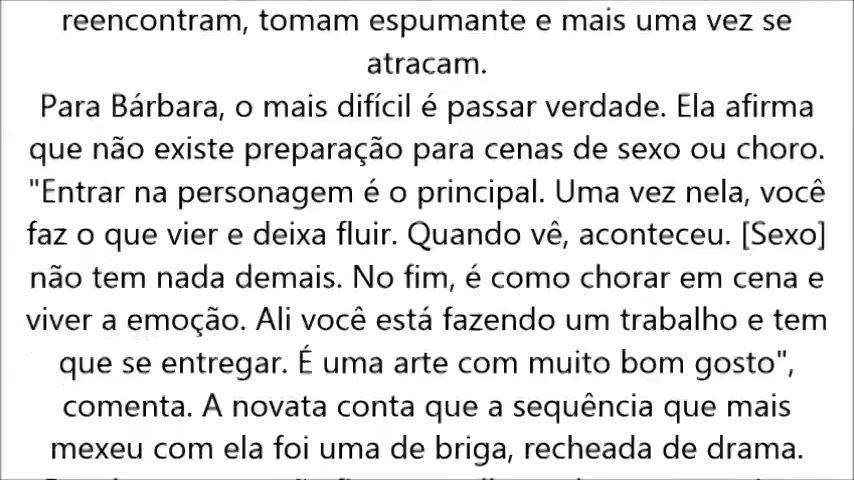 reencontram, tomam espumante e mais uma vez se
atracam.
Para Bárbara, o mais difícil é passar verdade. Ela afirma
que não existe preparação para cenas de sexo ou choro.
"Entrar na personagem é o principal. Uma vez nela, você
faz o que vier e deixa fluir. Quando vê, aconteceu. [Sexo]
não tem nada demais. No fim, é como chorar em cena e
viver a emoção. Ali você está fazendo um trabalho e tem
que se entregar. É uma arte com muito bom gosto",
comenta. A novata conta que a sequência que mais
mexeu com ela foi uma de briga, recheada de drama.